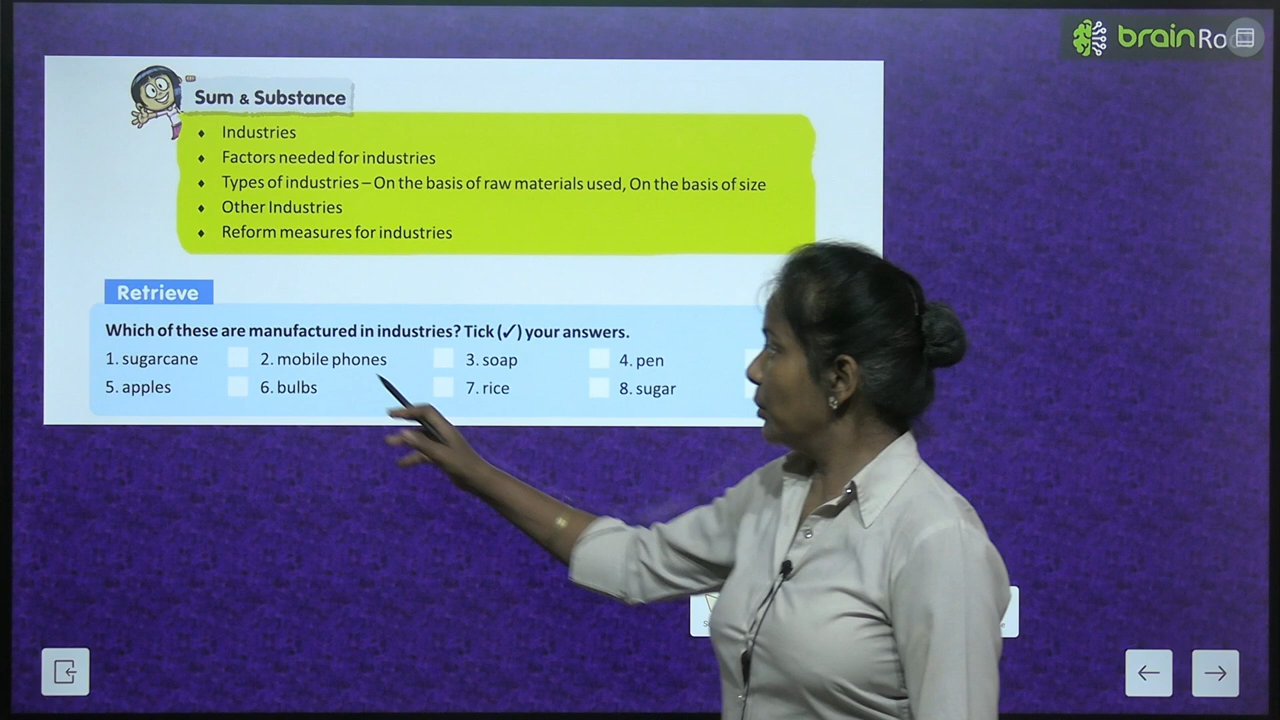 brainRo
Sum & Substance
♦ Industries
♦ Factors needed for industries
♦ Types of industries – On the basis of raw materials used, On the basis of size
♦ Other Industries
♦ Reform measures for industries
Retrieve
Which of these are manufactured in industries? Tick (✓) your answers.
1. sugarcane 2. mobile phones 3. soap 4. pen
5. apples 6. bulbs 7. rice 8. sugar